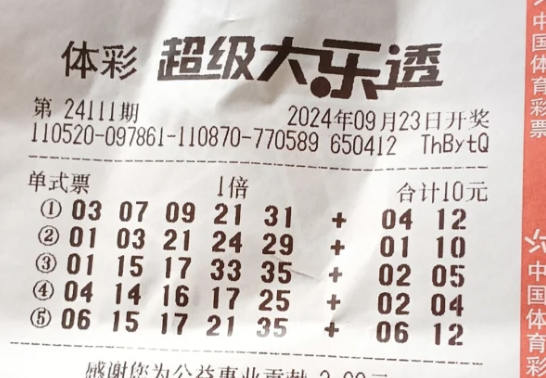 体彩 超级大乐透
第 24111期 2024年09月23日开奖
110520-097861-110870-770589 650412 ThBytQ
单式票 1倍 合计10元
① 03 07 09 21 31 + 04 12
② 01 03 21 24 29 + 01 10
③ 01 15 17 33 35 + 02 05
④ 04 14 16 17 25 + 02 04
⑤ 06 15 17 21 35 + 06 12
感谢您为公益事业贡献
中国体育彩票
中国体育彩